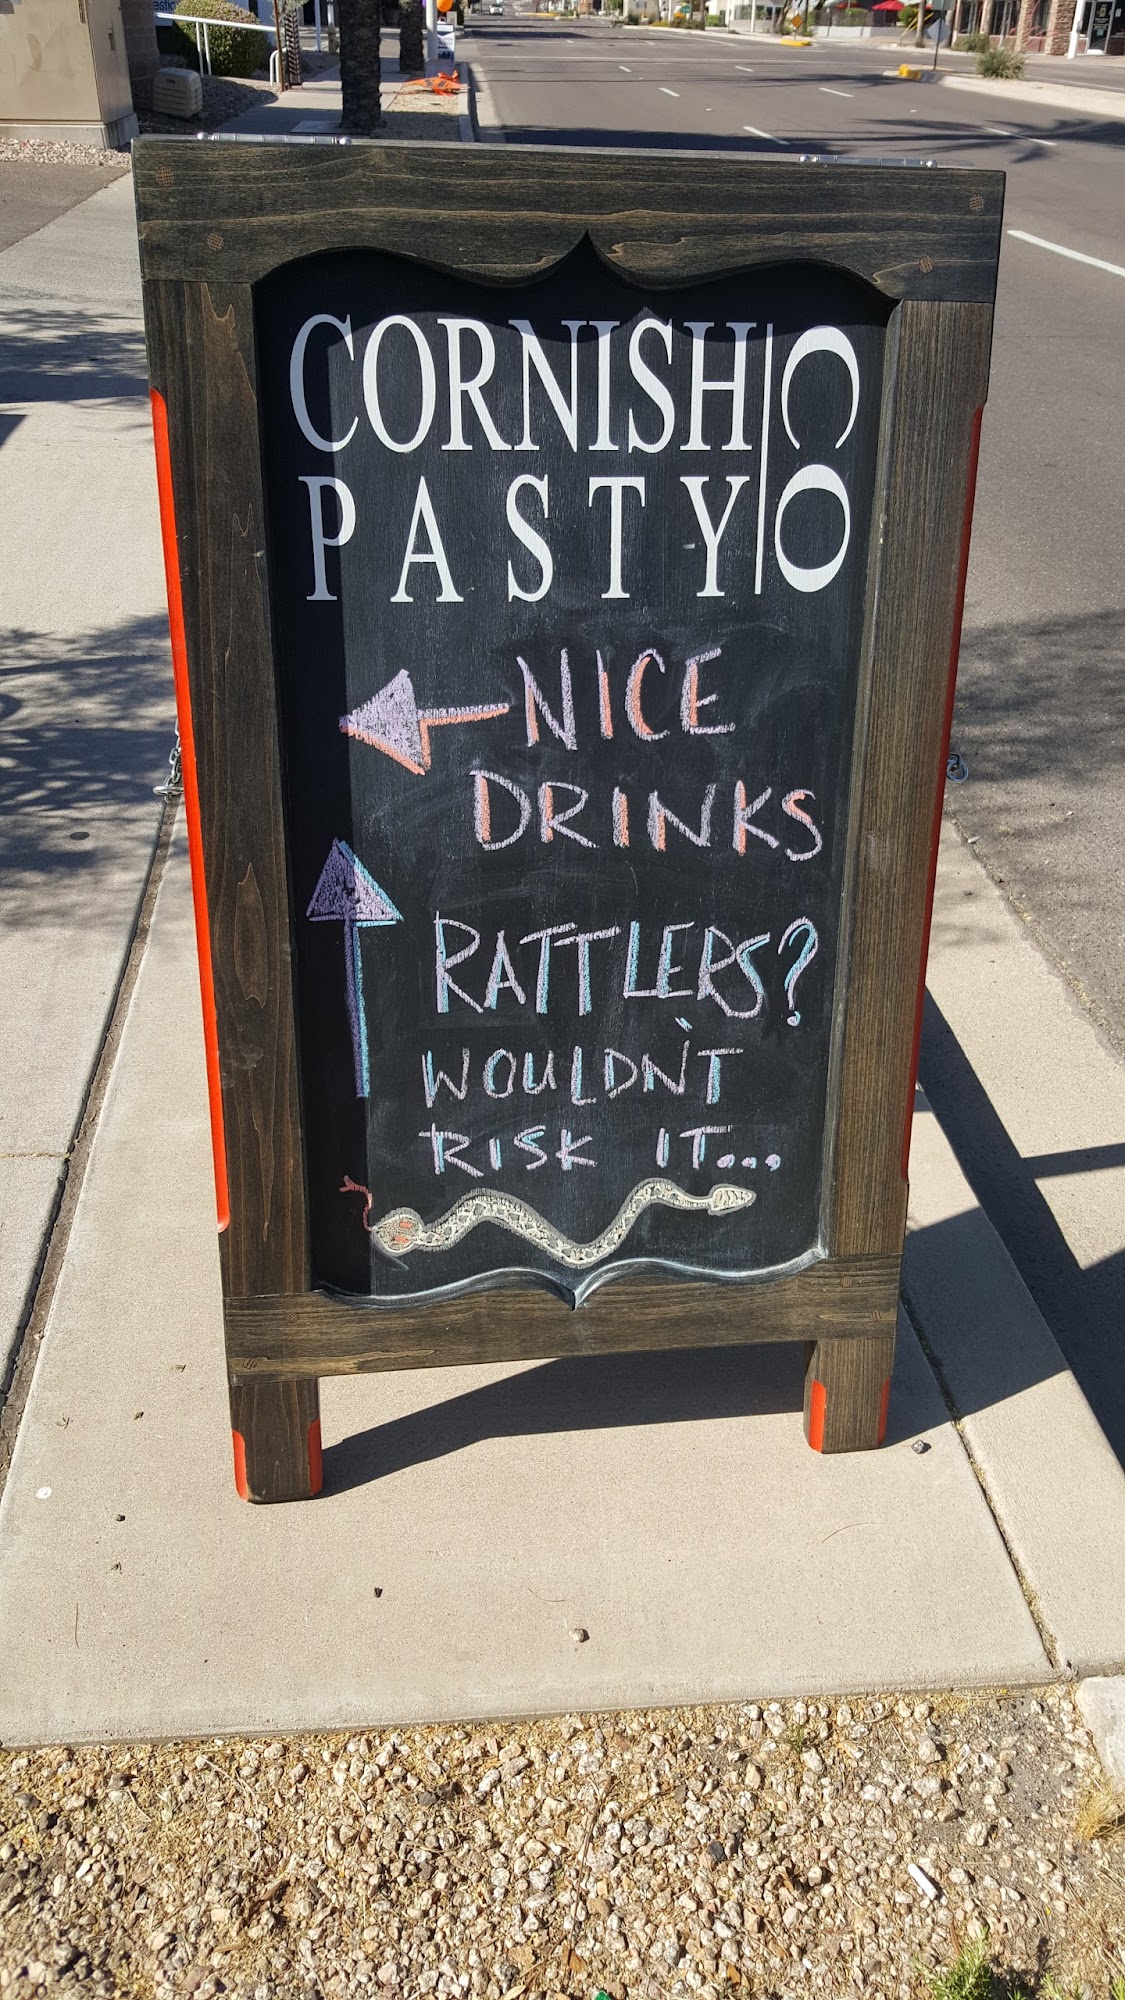 CORNISH CO
PASTY
NICE
DRINKS
RATTLERS?
WOULDN'T
RISK IT...